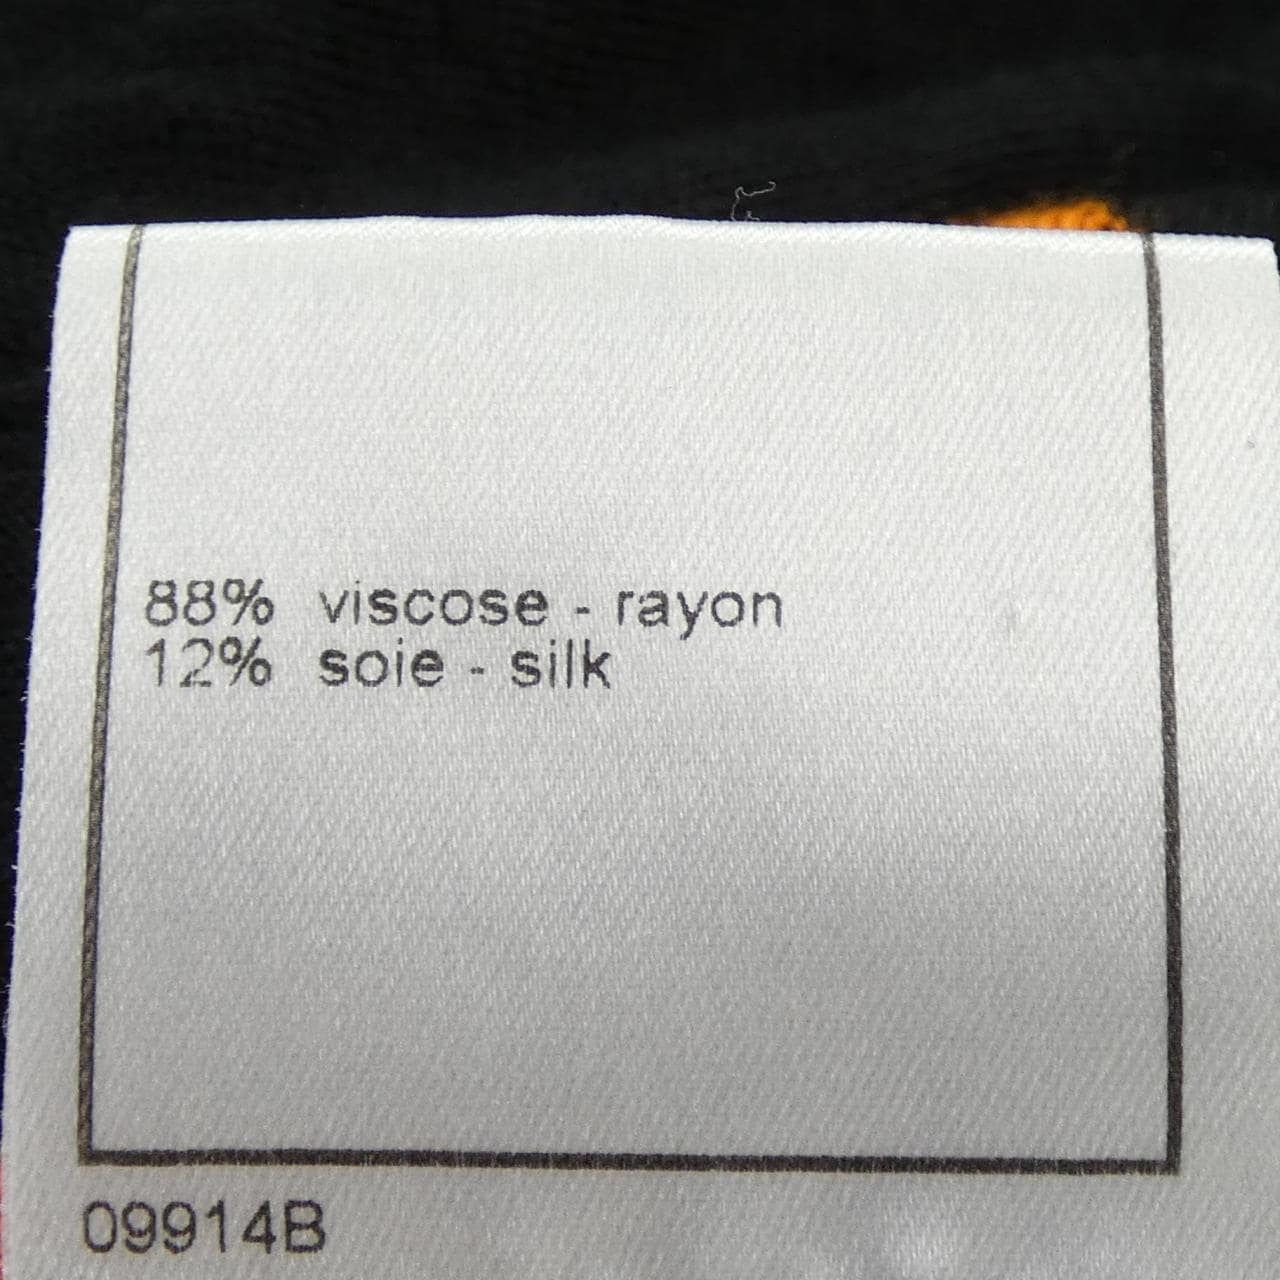 88% viscose - rayon
12% soie - silk
09914B